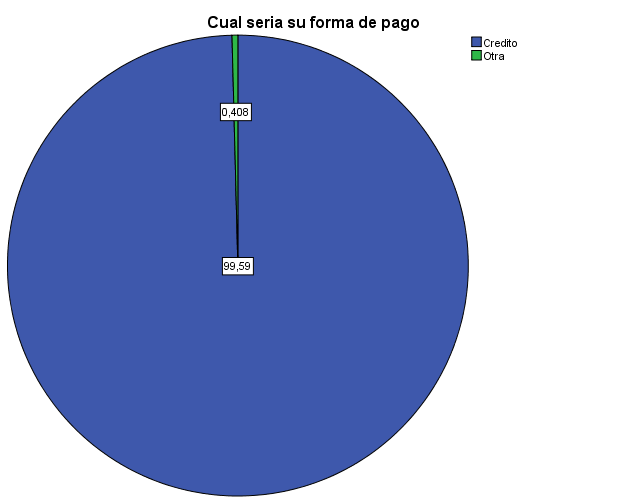 Cual seria su forma de pago
Credito
Otra
0,408
99,59